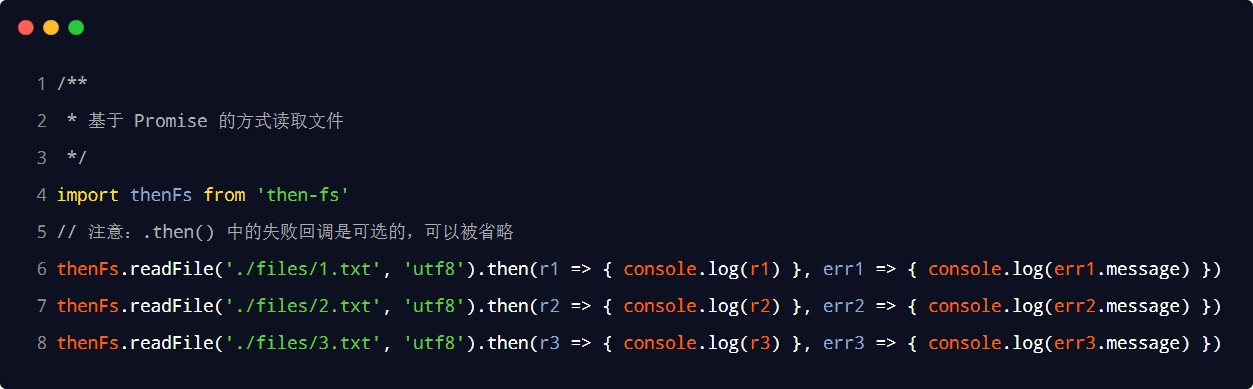 1 /**
2  * 基于 Promise 的方式读取文件
3  */
4 import thenFs from 'then-fs'
5 // 注意：.then() 中的失败回调是可选的，可以被省略
6 thenFs.readFile('./files/1.txt', 'utf8').then(r1 => { console.log(r1) }, err1 => { console.log(err1.message) })
7 thenFs.readFile('./files/2.txt', 'utf8').then(r2 => { console.log(r2) }, err2 => { console.log(err2.message) })
8 thenFs.readFile('./files/3.txt', 'utf8').then(r3 => { console.log(r3) }, err3 => { console.log(err3.message) })